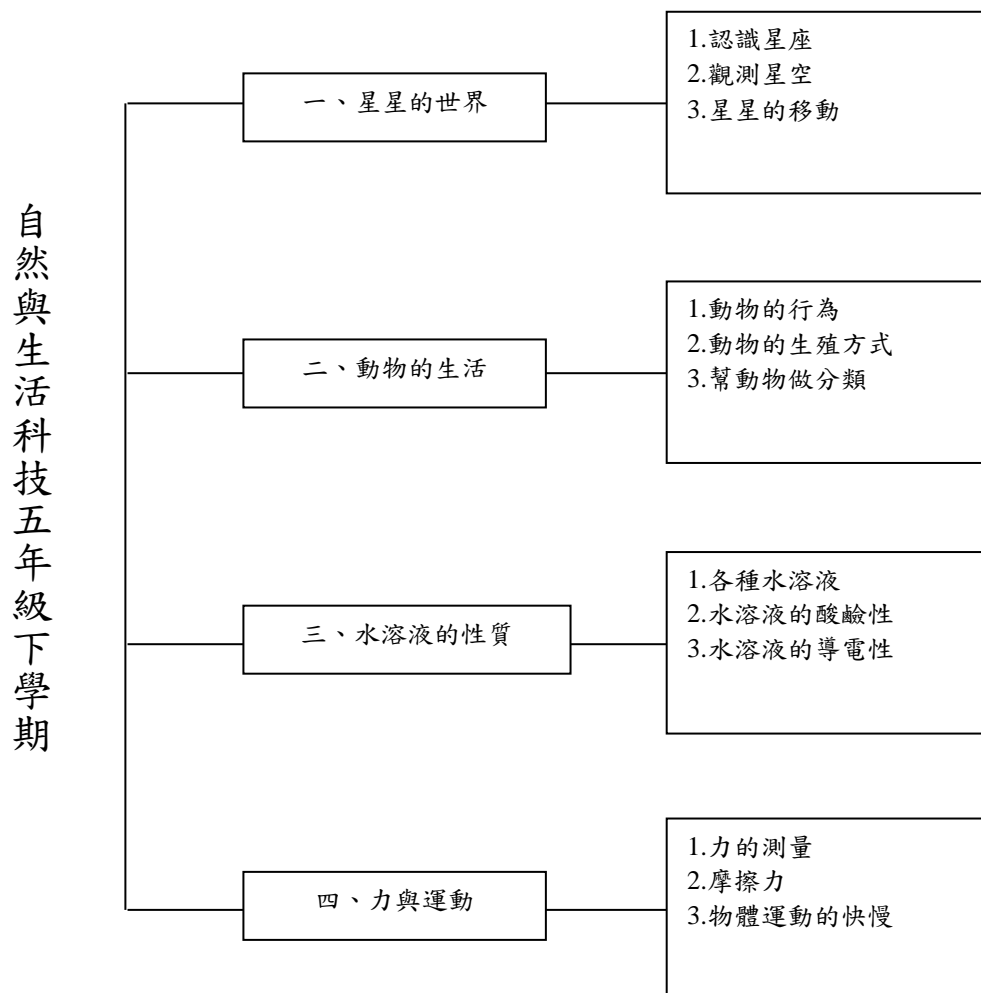 自然與生活科技五年級下學期
一、星星的世界
1.認識星座
2.觀測星空
3.星星的移動
二、動物的生活
1.動物的行為
2.動物的生殖方式
3.幫動物做分類
三、水溶液的性質
1.各種水溶液
2.水溶液的酸鹼性
3.水溶液的導電性
四、力與運動
1.力的測量
2.摩擦力
3.物體運動的快慢